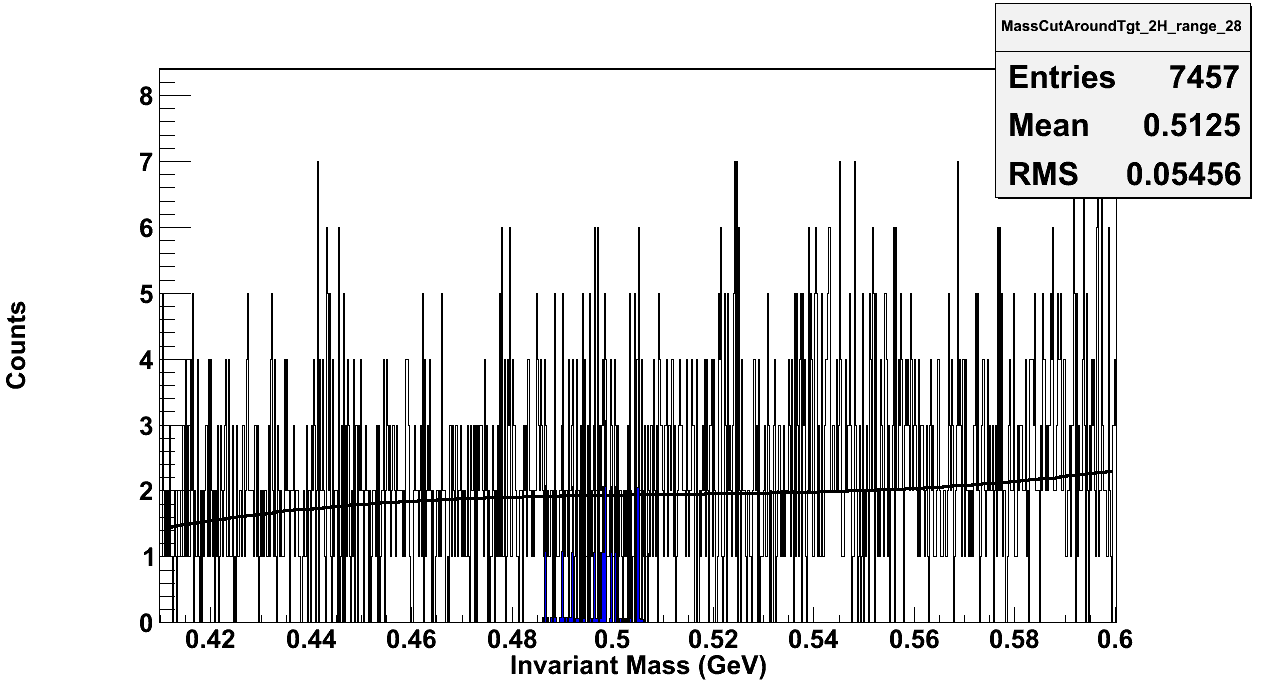 MassCutAroundTgt_2H_range_28
Entries 7457
Mean 0.5125
RMS 0.05456
8
7
6
5
4
3
2
1
0
Counts
0.42 0.44 0.46 0.48 0.5 0.52 0.54 0.56 0.58 0.6
Invariant Mass (GeV)